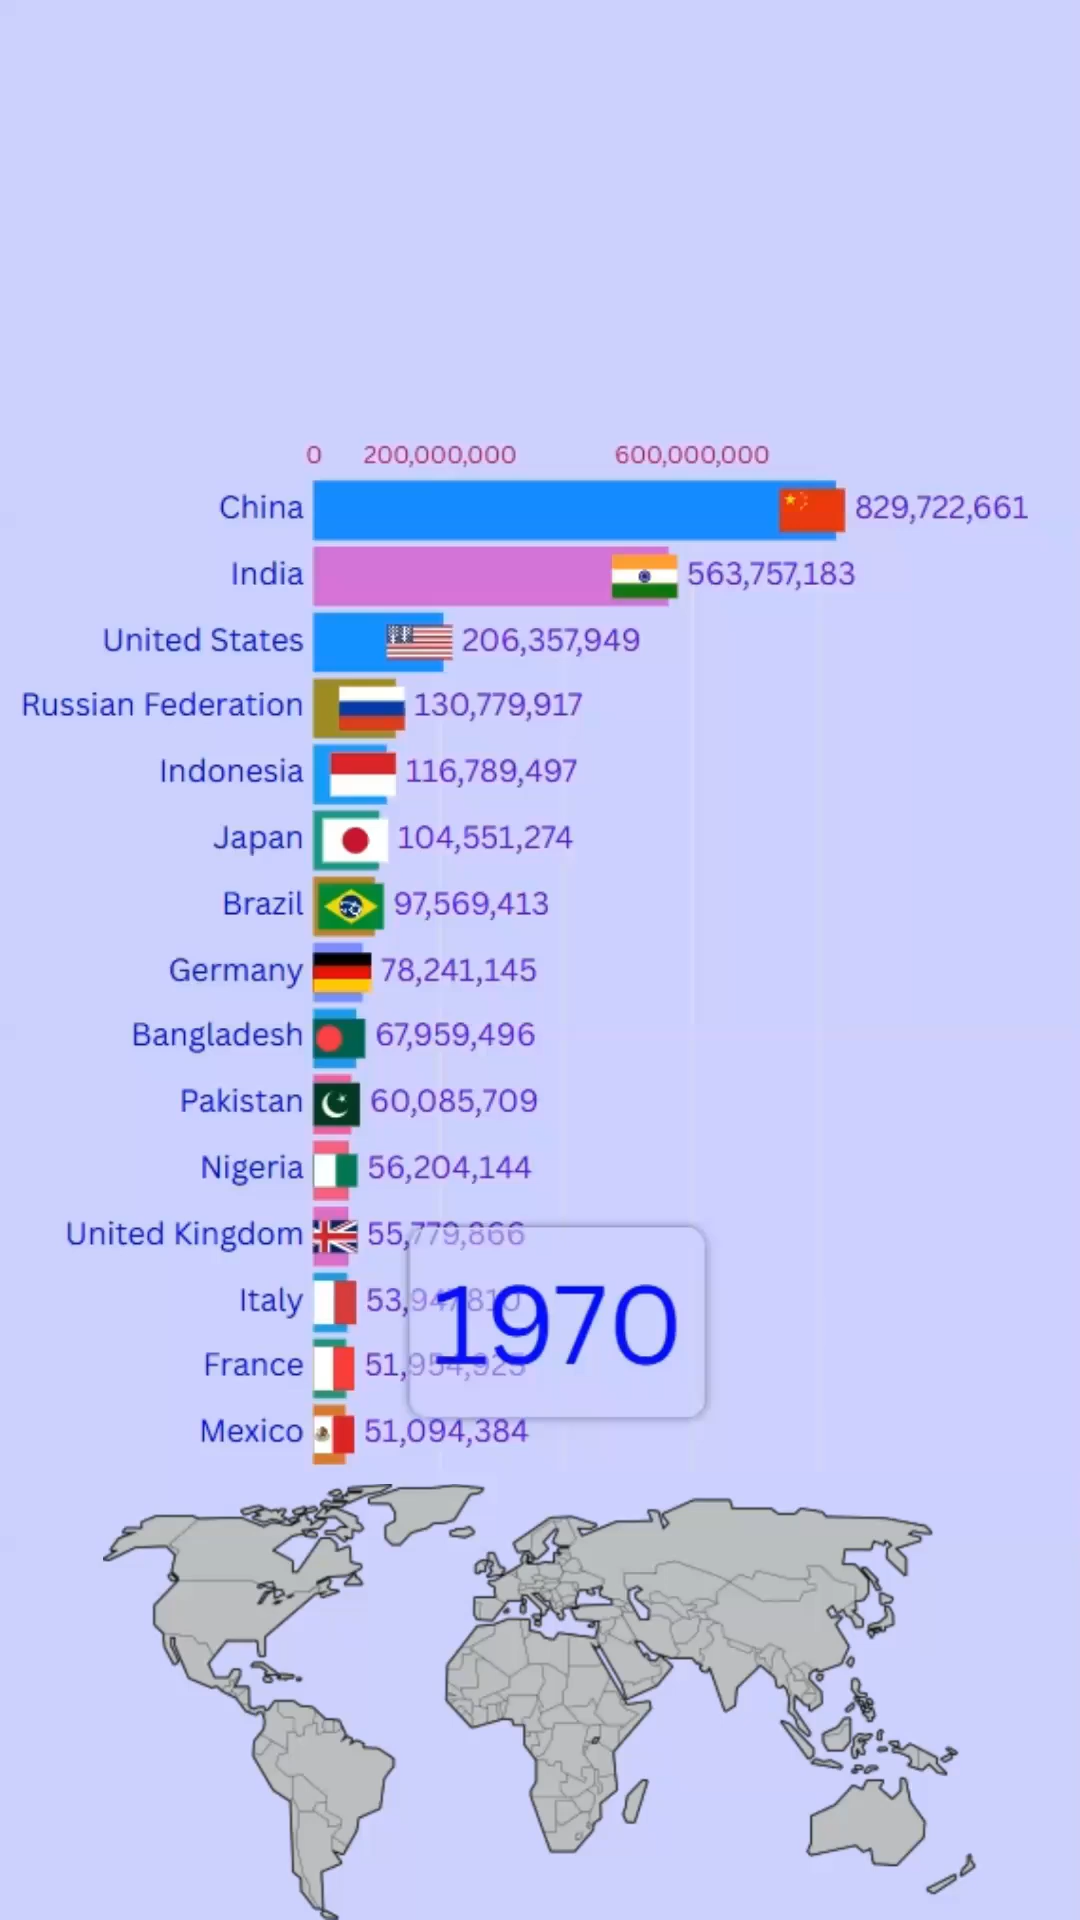 0 200,000,000 600,000,000
China 829,722,661
India 563,757,183
United States 206,357,949
Russian Federation 130,779,917
Indonesia 116,789,497
Japan 104,551,274
Brazil 97,569,413
Germany 78,241,145
Bangladesh 67,959,496
Pakistan 60,085,709
Nigeria 56,204,144
United Kingdom 55,779,866
Italy
1970
France 51,954,925
Mexico 51,094,384